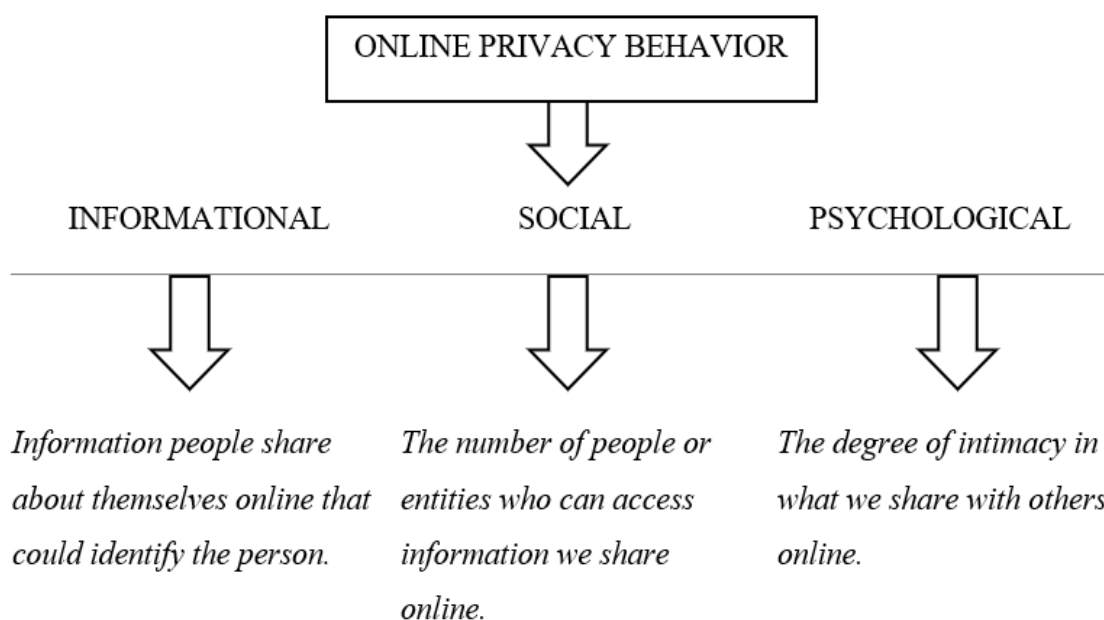 ONLINE PRIVACY BEHAVIOR
INFORMATIONAL
SOCIAL
PSYCHOLOGICAL
Information people share
about themselves online that
could identify the person.
The number of people or
entities who can access
information we share
online.
The degree of intimacy in
what we share with others
online.